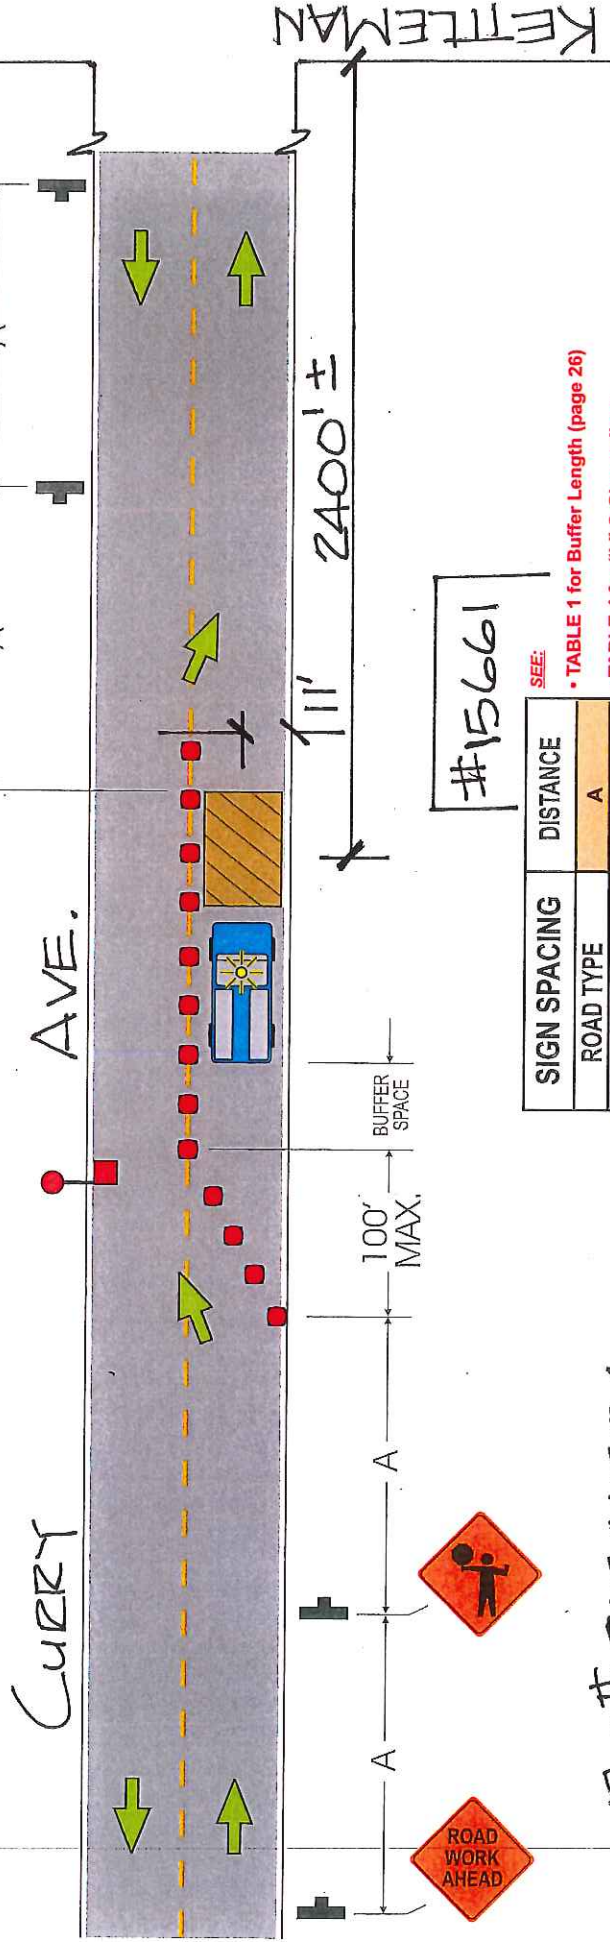 KETTLEMAN
CURRY AVE.
2400' ±
11'
#15661
BUFFER
SPACE
100'
MAX.
A
A
ROAD
WORK
AHEAD
SEE:
• TABLE 1 for Buffer Length (page 26)
SIGN SPACING
DISTANCE
ROAD TYPE
A